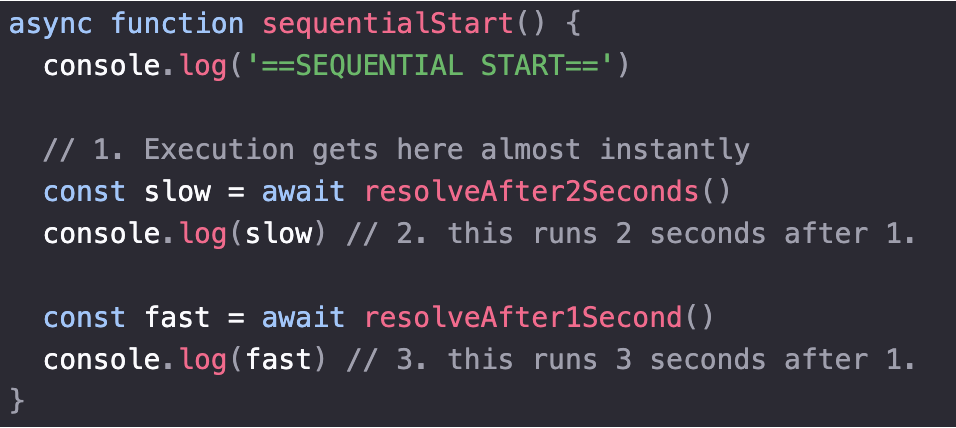 async function sequentialStart() {
  console.log('==SEQUENTIAL START==')

  // 1. Execution gets here almost instantly
  const slow = await resolveAfter2Seconds()
  console.log(slow) // 2. this runs 2 seconds after 1.

  const fast = await resolveAfter1Second()
  console.log(fast) // 3. this runs 3 seconds after 1.
}